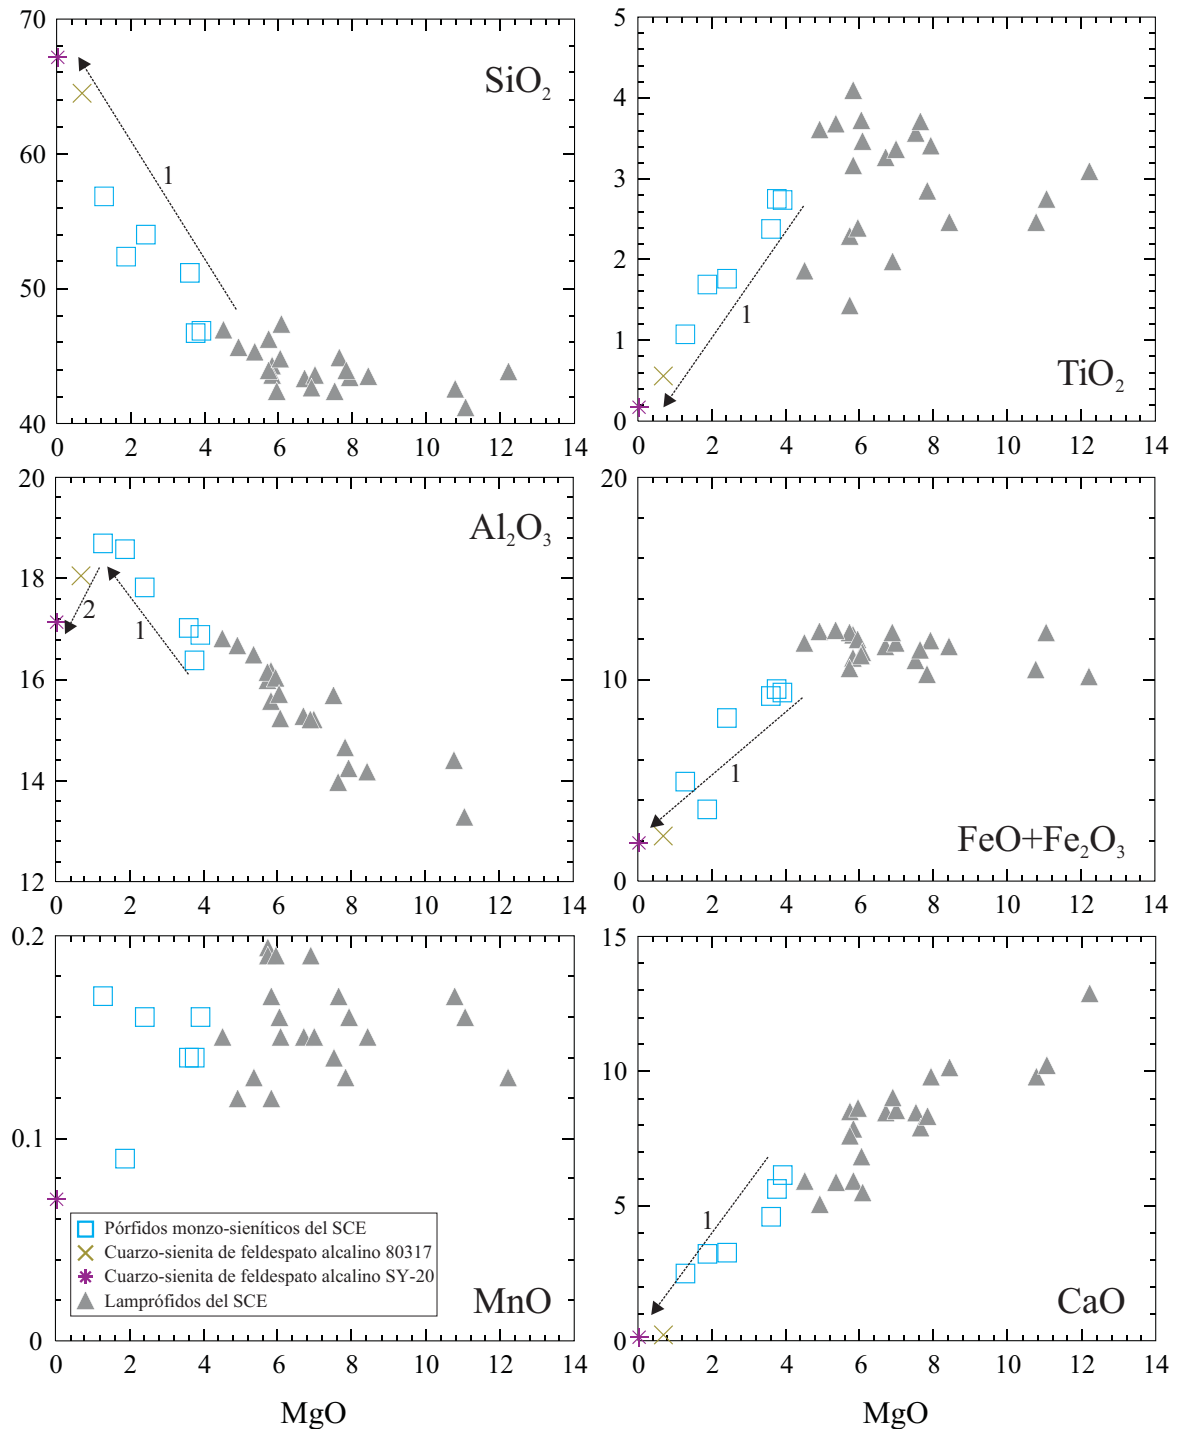 70
60
50
40
0 2 4 6 8 10 12 14
SiO₂
1
5
4
3
2
1
0
0 2 4 6 8 10 12 14
TiO₂
1
20
18
16
14
12
0 2 4 6 8 10 12 14
Al₂O₃
2
1
20
10
0
0 2 4 6 8 10 12 14
FeO+Fe₂O₃
1
0.2
0.1
0
0 2 4 6 8 10 12 14
Pórfidos monzo-sieníticos del SCE
Cuarzo-sienita de feldespato alcalino 80317
Cuarzo-sienita de feldespato alcalino SY-20
Lamprófidos del SCE
MnO
MgO
15
10
5
0
0 2 4 6 8 10 12 14
1
CaO
MgO